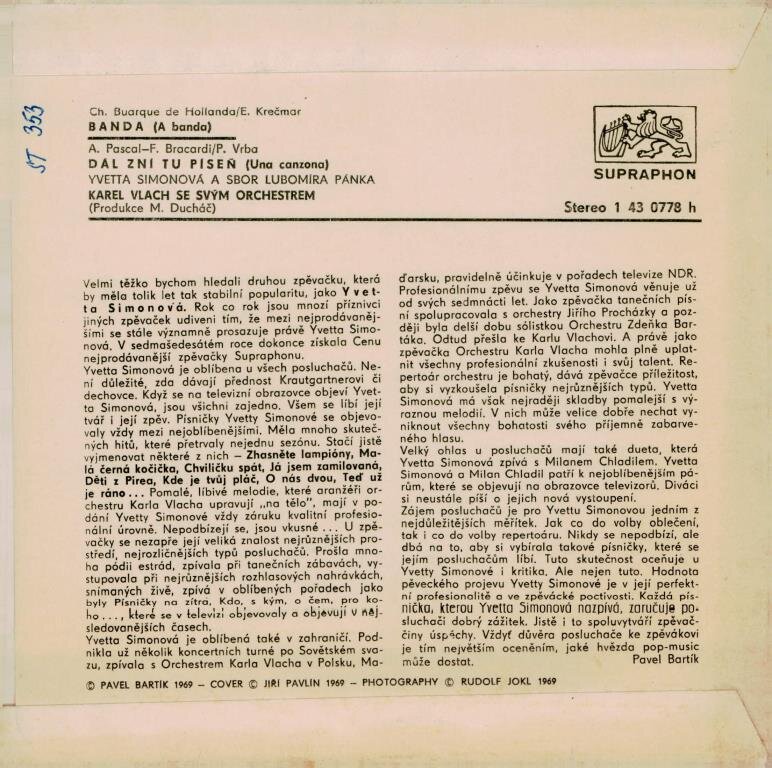 ST 353
Ch. Buarque de Hollanda/E. Krečmar
BANDA (A banda)
A. Pascal—F. Bracardi/P. Vrba
DÁL ZNÍ TU PÍSEŇ (Una canzona)
YVETTA SIMONOVÁ A SBOR LUBOMÍRA PÁNKA
KAREL VLACH SE SVÝM ORCHESTREM
(Produkce M. Ducháč)
SUPRAPHON
Stereo 1 43 0778 h
Velmi těžko bychom hledali druhou zpěvačku, která
by měla tolik let tak stabilní popularitu, jako Yvet-
ta Simonová. Rok co rok jsou mnozí příznivci
jiných zpěvaček udiveni tím, že mezi nejprodávaněj-
šími se stále významně prosazuje právě Yvetta Simo-
nová. V sedmašedesátém roce dokonce získala Cenu
nejprodávanější zpěvačky Supraphonu.
Yvetta Simonová je oblíbena u všech posluchačů. Ne-
ní důležité, zda dávají přednost Krautgartnerovi či
dechovce. Když se na televizní obrazovce objeví Yvet-
ta Simonová, jsou všichni zajedno. Všem se líbí její
tvář i její zpěv. Písničky Yvetty Simonové se objevo-
valy vždy mezi nejoblíbenějšími. Měla mnoho skuteč-
ných hitů, které přetrvaly nejednu sezónu. Stačí jistě
vyjmenovat některé z nich — Zhasněte lampióny, Ma-
lá černá kočička, Chviličku spát, Já jsem zamilovaná,
Děti z Pirea, Kde je tvůj pláč, O nás dvou, Teď už
je ráno... Pomalé, líbivé melodie, které aranžéři or-
chestru Karla Vlacha upravují „na tělo", mají v po-
dání Yvetty Simonové vždy záruku kvalitní profesio-
nální úrovně. Nepodbízejí se, jsou vkusné... U zpě-
vačky se nezapře její veliká znalost nejrůznějších pro-
středí, nejrozličnějších typů posluchačů. Prošla mno-
ha pódii estrád, zpívala při tanečních zábavách, vy-
stupovala při nejrůznějších rozhlasových nahrávkách,
snímaných živě, zpívá v oblíbených pořadech jako
byly Písničky na zítra, Kdo, s kým, o čem, pro ko-
ho..., které se v televizi objevovaly a objevují v nej-
sledovanějších časech.
Yvetta Simonová je oblíbená také v zahraničí. Pod-
nikla už několik koncertních turné po Sovětském sva-
zu, zpívala s Orchestrem Karla Vlacha v Polsku, Ma-
ďarsku, pravidelně účinkuje v pořadech televize NDR.
Profesionálnímu zpěvu se Yvetta Simonová věnuje už
od svých sedmnácti let. Jako zpěvačka tanečních pís-
ní spolupracovala s orchestry Jiřího Procházky a poz-
ději byla delší dobu sólistkou Orchestru Zdeňka Bar-
táka. Odtud přešla ke Karlu Vlachovi. A právě jako
zpěvačka Orchestru Karla Vlacha mohla plně uplat-
nit všechny profesionální zkušenosti i svůj talent. Re-
pertoár orchestru je bohatý, dává zpěvačce příležitost,
aby si vyzkoušela písničky nejrůznějších typů. Yvetta
Simonová má však nejraději skladby pomalejší s vý-
raznou melodií. V nich může velice dobře nechat vy-
niknout všechny bohatosti svého příjemně zabarve-
ného hlasu.
Velký ohlas u posluchačů mají také dueta, která
Yvetta Simonová zpívá s Milanem Chladilem. Yvetta
Simonová a Milan Chladil patří k nejoblíbenějším pá-
rům, které se objevují na obrazovce televizorů. Diváci
si neustále píší o jejich nová vystoupení.
Zájem posluchačů je pro Yvettu Simonovou jedním z
nejdůležitějších měřítek. Jak co do volby oblečení,
tak i co do volby repertoáru. Nikdy se nepodbízí, ale
dbá na to, aby si vybírala takové písničky, které se
jejím posluchačům líbí. Tuto skutečnost oceňuje u
Yvetty Simonové i kritika. Ale nejen tuto. Hodnota
pěveckého projevu Yvetty Simonové je v její perfekt-
ní profesionalitě a ve zpěvácké poctivosti. Každá pís-
nička, kterou Yvetta Simonová nazpívá, zaručuje po-
sluchači dobrý zážitek. Jistě i to spoluvytváří zpěvač-
činy úspěchy. Vždyť důvěra posluchače ke zpěvákovi
je tím největším oceněním, jaké hvězda pop-music
může dostat.
Pavel Bartík
© PAVEL BARTÍK 1969 — COVER © JIŘÍ PAVLÍN 1969 — PHOTOGRAPHY © RUDOLF JOKL 1969